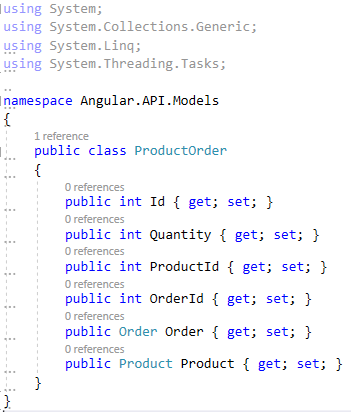 using System;
using System.Collections.Generic;
using System.Linq;
using System.Threading.Tasks;
namespace Angular.API.Models
{
1 reference
public class ProductOrder
{
0 references
public int Id { get; set; }
0 references
public int Quantity { get; set; }
0 references
public int ProductId { get; set; }
0 references
public int OrderId { get; set; }
0 references
public Order Order { get; set; }
0 references
public Product Product { get; set; }
}
}